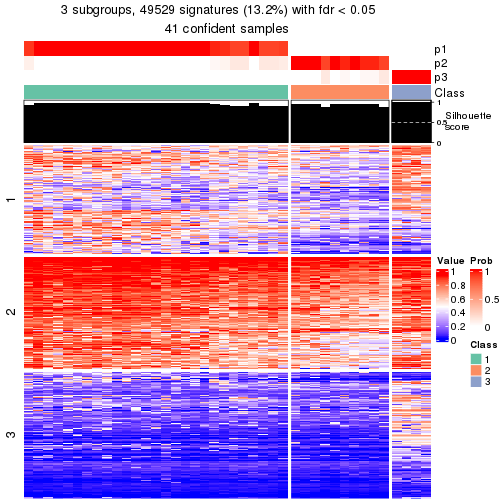 3 subgroups, 49529 signatures (13.2%) with fdr < 0.05
41 confident samples
p1
p2
p3
Class
1
0.5
0
Silhouette
score
1
2
3
Value
1
0.8
0.6
0.4
0.2
0
Prob
1
0.5
0
Class
1
2
3